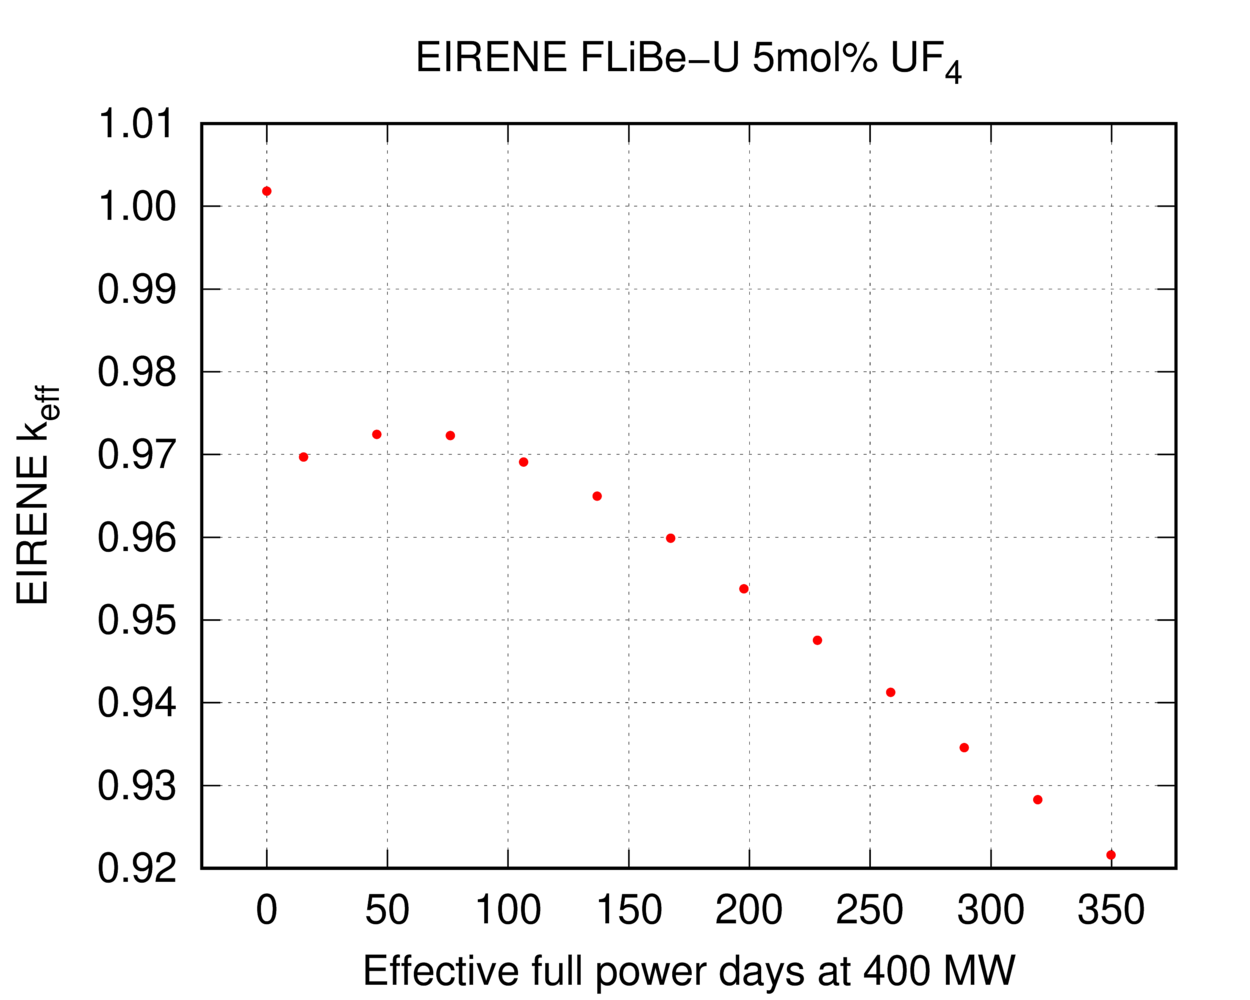 EIRENE FLiBe−U 5mol% UF4
1.01
1.00
0.99
0.98
0.97
0.96
0.95
0.94
0.93
0.92
EIRENE keff
0 50 100 150 200 250 300 350
Effective full power days at 400 MW